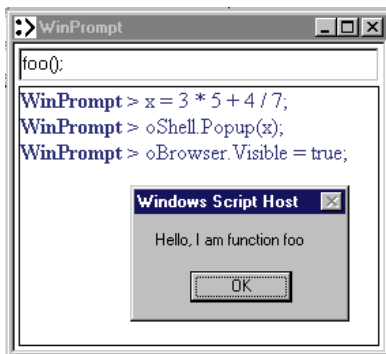 WinPrompt
foo();
WinPrompt > x = 3 * 5 + 4 / 7;
WinPrompt > oShell.Popup(x);
WinPrompt > oBrowser.Visible = true;
Windows Script Host
Hello, I am function foo
OK